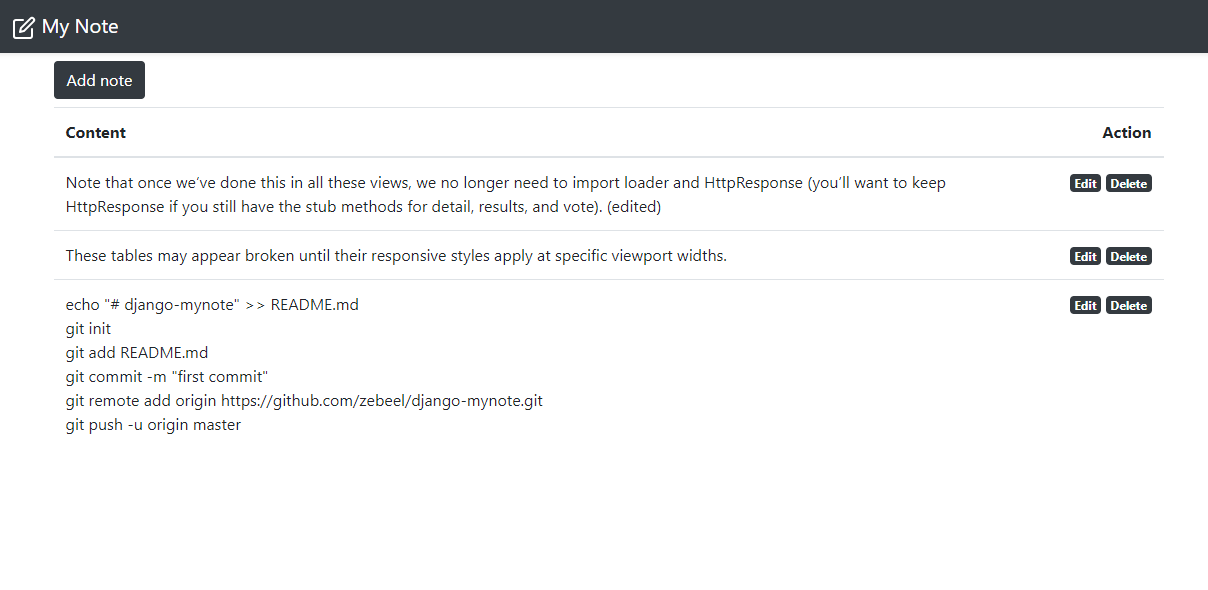 My Note
Add note
Content Action
Note that once we’ve done this in all these views, we no longer need to import loader and HttpResponse (you’ll want to keep Edit Delete
HttpResponse if you still have the stub methods for detail, results, and vote). (edited)
These tables may appear broken until their responsive styles apply at specific viewport widths. Edit Delete
echo "# django-mynote" >> README.md Edit Delete
git init
git add README.md
git commit -m "first commit"
git remote add origin https://github.com/zebeel/django-mynote.git
git push -u origin master